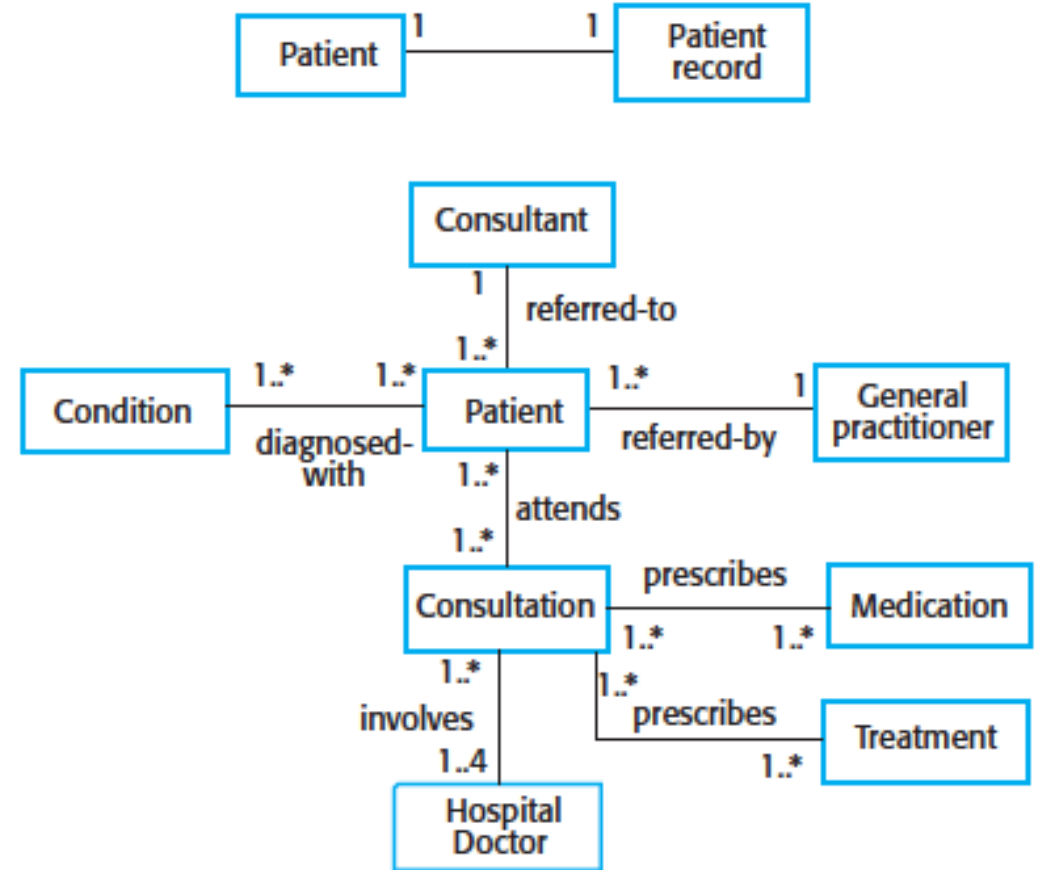 1 1
Patient
Patient
record
Consultant
1
referred-to
1..*
1..* 1..*
Condition
Patient
1..* 1
General
practitioner
diagnosed-
with
referred-by
1..*
attends
1..*
Consultation
prescribes
Medication
1..* 1..*
1..*
1..*
prescribes
Treatment
1..*
involves
1..4
Hospital
Doctor